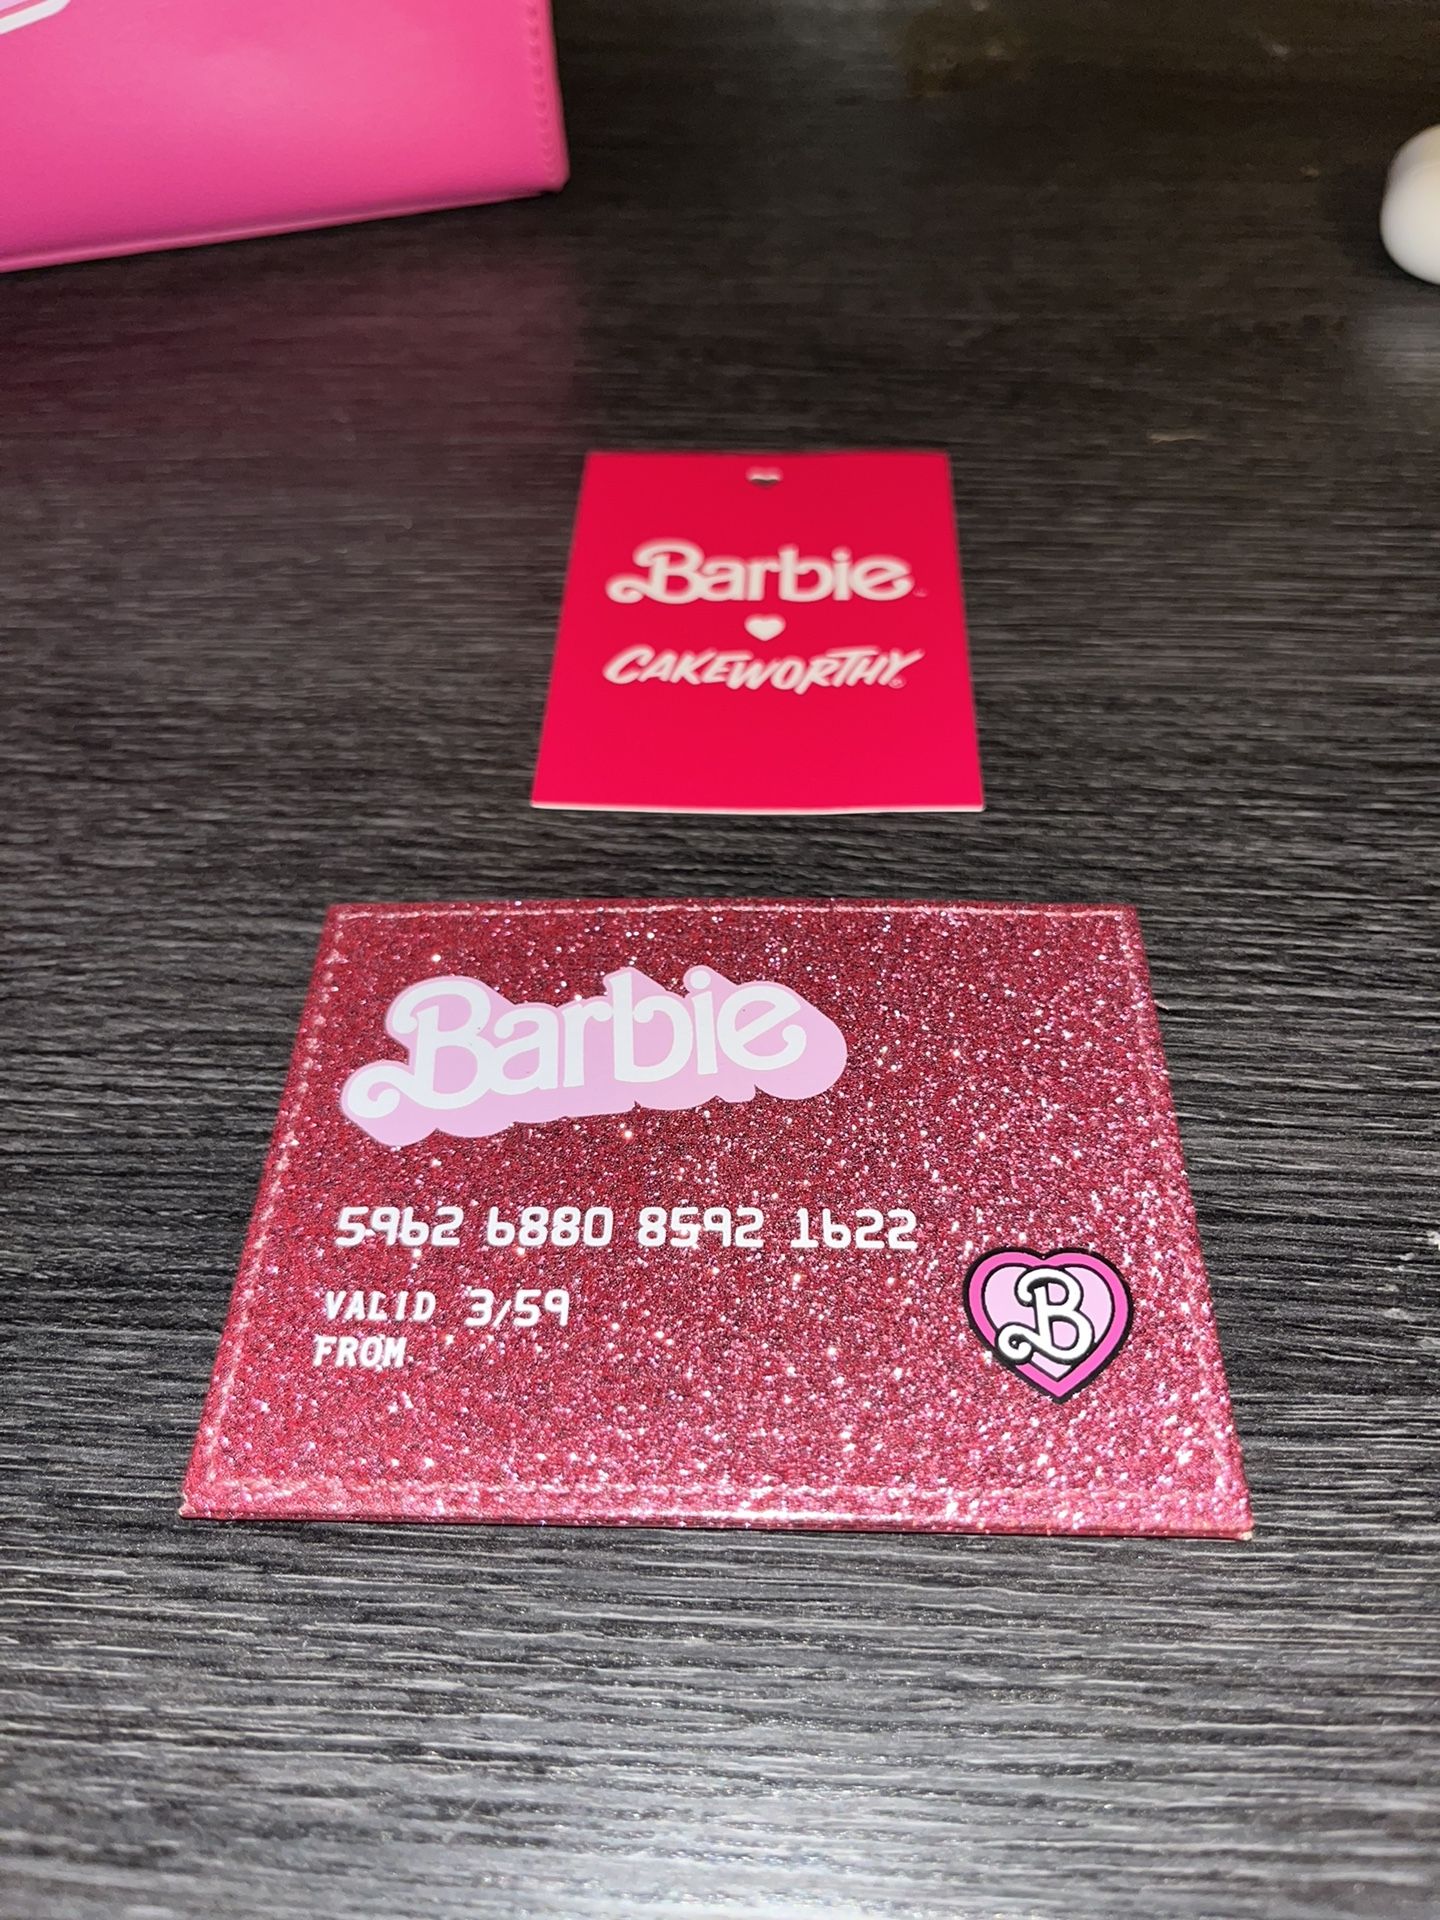 Barbie
CAKEWORTHY
Barbie
5962 6880 8592 1622
VALID 3/59
FROM
B